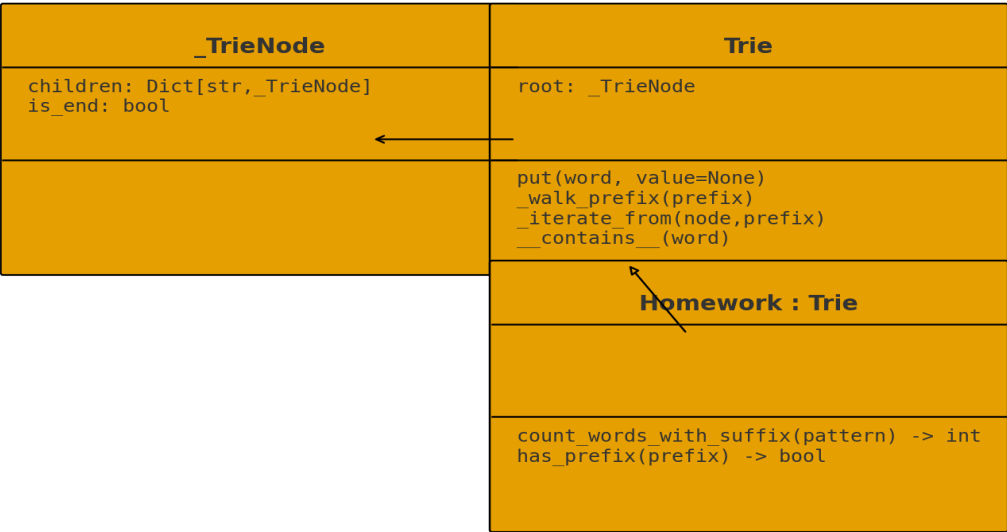 _TrieNode
children: Dict[str,_TrieNode]
is_end: bool
Trie
root: _TrieNode
put(word, value=None)
_walk_prefix(prefix)
_iterate_from(node,prefix)
__contains__(word)
Homework : Trie
count_words_with_suffix(pattern) -> int
has_prefix(prefix) -> bool